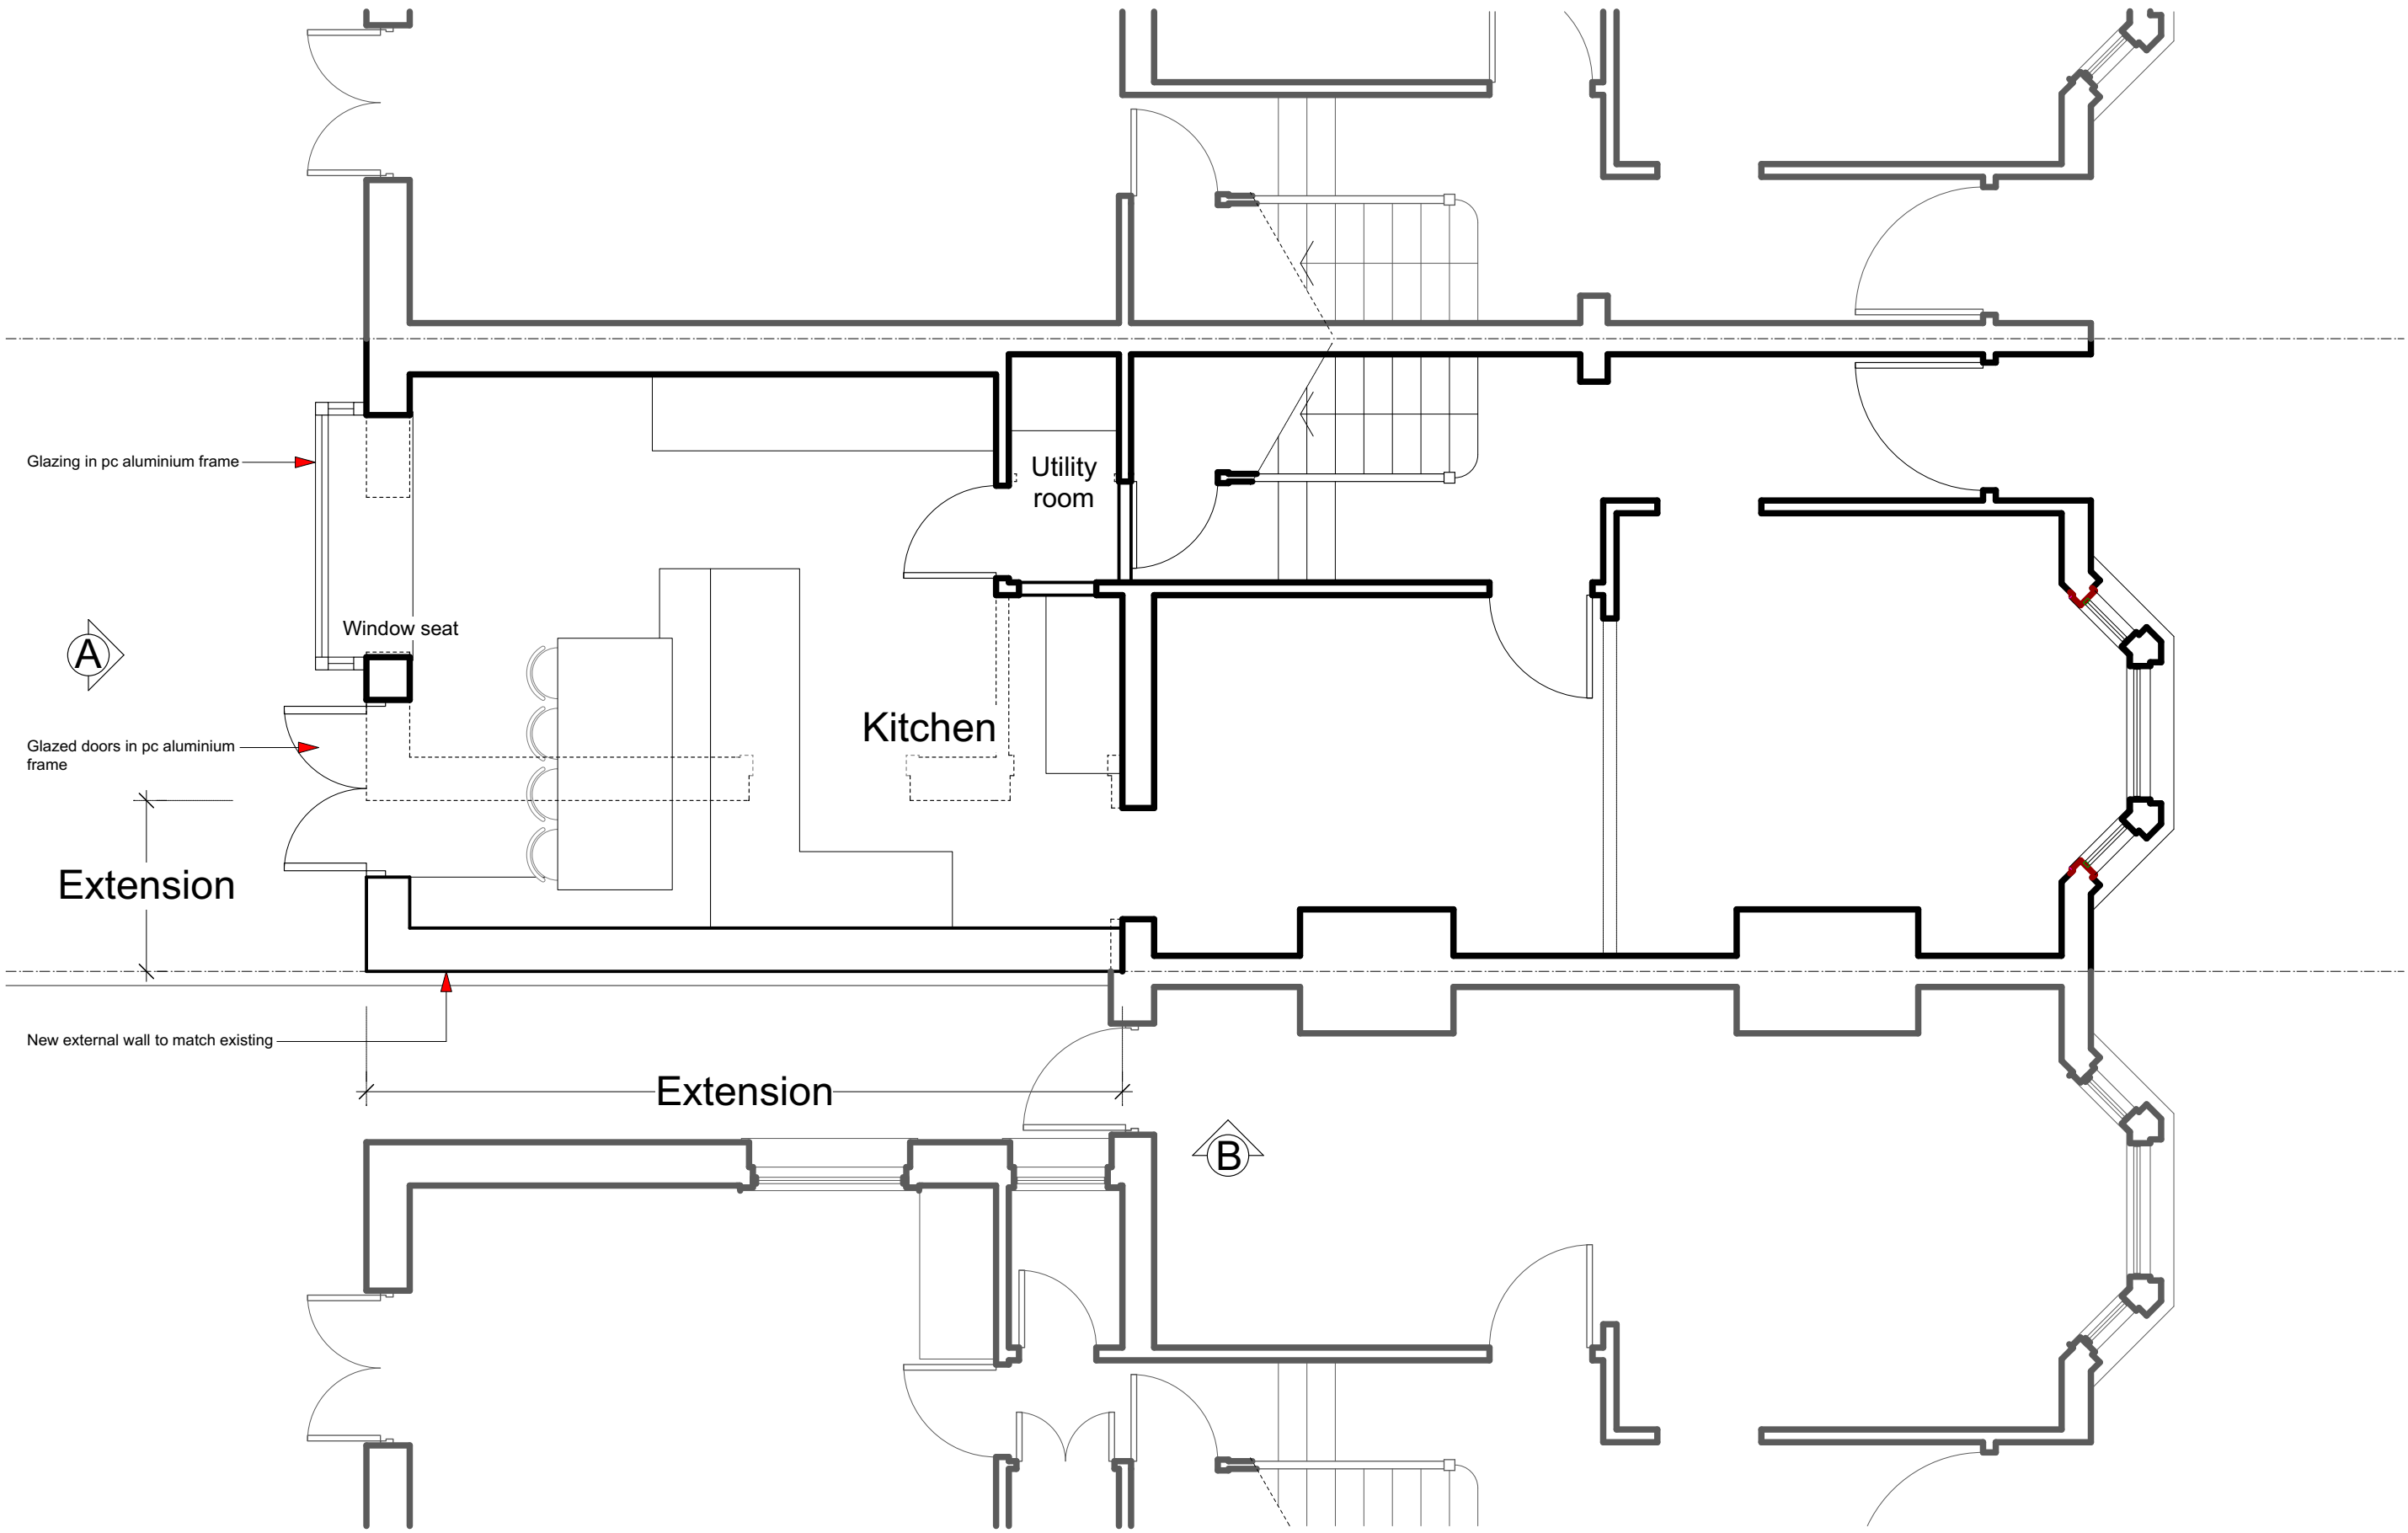 Glazing in pc aluminium frame
Utility
room
Window seat
A
Kitchen
Glazed doors in pc aluminium
frame
Extension
New external wall to match existing
Extension
B